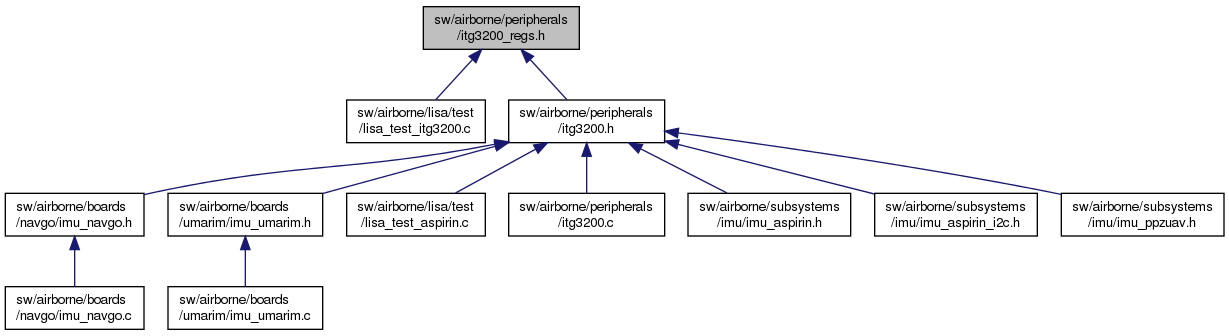 sw/airborne/peripherals
/itg3200_regs.h
sw/airborne/lisa/test
/lisa_test_itg3200.c
sw/airborne/peripherals
/itg3200.h
sw/airborne/boards
/navgo/imu_navgo.h
sw/airborne/boards
/umarim/imu_umarim.h
sw/airborne/lisa/test
/lisa_test_aspirin.c
sw/airborne/peripherals
/itg3200.c
sw/airborne/subsystems
/imu/imu_aspirin.h
sw/airborne/subsystems
/imu/imu_aspirin_i2c.h
sw/airborne/subsystems
/imu/imu_ppzuav.h
sw/airborne/boards
/navgo/imu_navgo.c
sw/airborne/boards
/umarim/imu_umarim.c